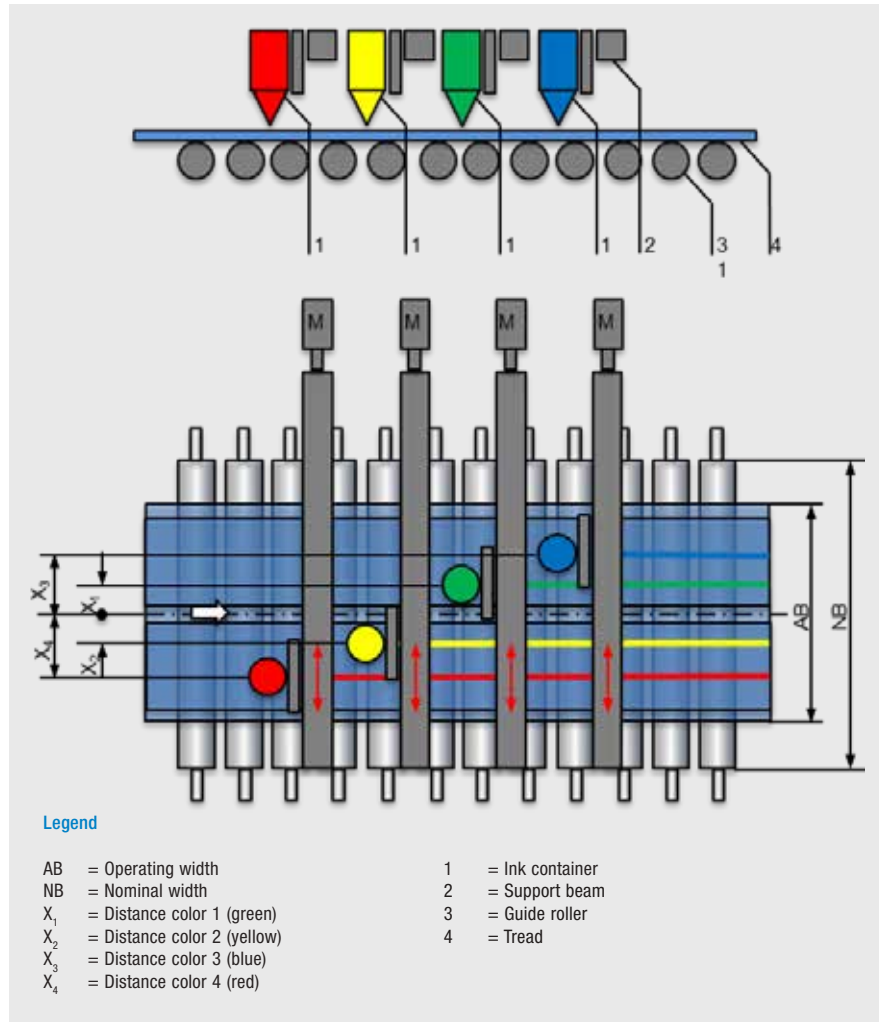 1 1 1 1 2 3 4
1
M M M M
X3
X1
X4
X2
AB
NB
Legend
AB = Operating width
NB = Nominal width
X1 = Distance color 1 (green)
X2 = Distance color 2 (yellow)
X3 = Distance color 3 (blue)
X4 = Distance color 4 (red)
1 = Ink container
2 = Support beam
3 = Guide roller
4 = Tread